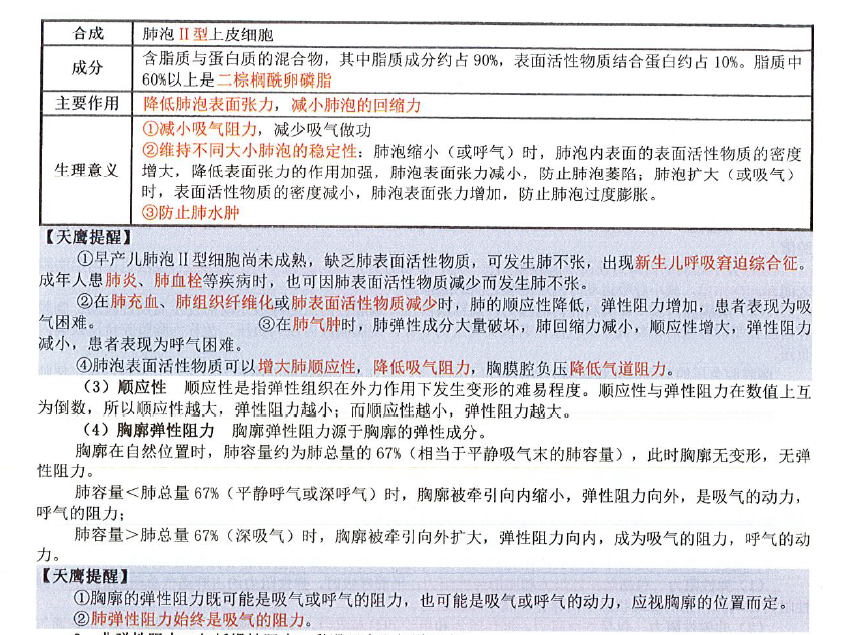 合成 肺泡Ⅱ型上皮细胞
成分 含脂质与蛋白质的混合物，其中脂质成分约占 90%，表面活性物质结合蛋白约占 10%。脂质中
60%以上是二棕榈酰卵磷脂
主要作用 降低肺泡表面张力，减小肺泡的回缩力
生理意义 ①减小吸气阻力，减少吸气做功
②维持不同大小肺泡的稳定性：肺泡缩小（或呼气）时，肺泡内表面的表面活性物质的密度
增大，降低表面张力的作用加强，肺泡表面张力减小，防止肺泡萎陷；肺泡扩大（或吸气）
时，表面活性物质的密度减小，肺泡表面张力增加，防止肺泡过度膨胀。
③防止肺水肿
【天鹰提醒】
①早产儿肺泡Ⅱ型细胞尚未成熟，缺乏肺表面活性物质，可发生肺不张，出现新生儿呼吸窘迫综合征。
成年人患肺炎、肺血栓等疾病时，也可因肺表面活性物质减少而发生肺不张。
②在肺充血、肺组织纤维化或肺表面活性物质减少时，肺的顺应性降低，弹性阻力增加，患者表现为吸
气困难。 ③在肺气肿时，肺弹性成分大量破坏，肺回缩力减小，顺应性增大，弹性阻力
减小，患者表现为呼气困难。
④肺泡表面活性物质可以增大肺顺应性，降低吸气阻力，胸膜腔负压降低气道阻力。
（3）顺应性 顺应性是指弹性组织在外力作用下发生变形的难易程度。顺应性与弹性阻力在数值上互
为倒数，所以顺应性越大，弹性阻力越小；而顺应性越小，弹性阻力越大。
（4）胸廓弹性阻力 胸廓弹性阻力源于胸廓的弹性成分。
胸廓在自然位置时，肺容量约为肺总量的 67%（相当于平静吸气末的肺容量），此时胸廓无变形，无弹
性阻力。
肺容量＜肺总量 67%（平静呼气或深呼气）时，胸廓被牵引向内缩小，弹性阻力向外，是吸气的动力，
呼气的阻力；
肺容量＞肺总量 67%（深吸气）时，胸廓被牵引向外扩大，弹性阻力向内，成为吸气的阻力，呼气的动
力。
【天鹰提醒】
①胸廓的弹性阻力既可能是吸气或呼气的阻力，也可能是吸气或呼气的动力，应视胸廓的位置而定。
②肺弹性阻力始终是吸气的阻力。